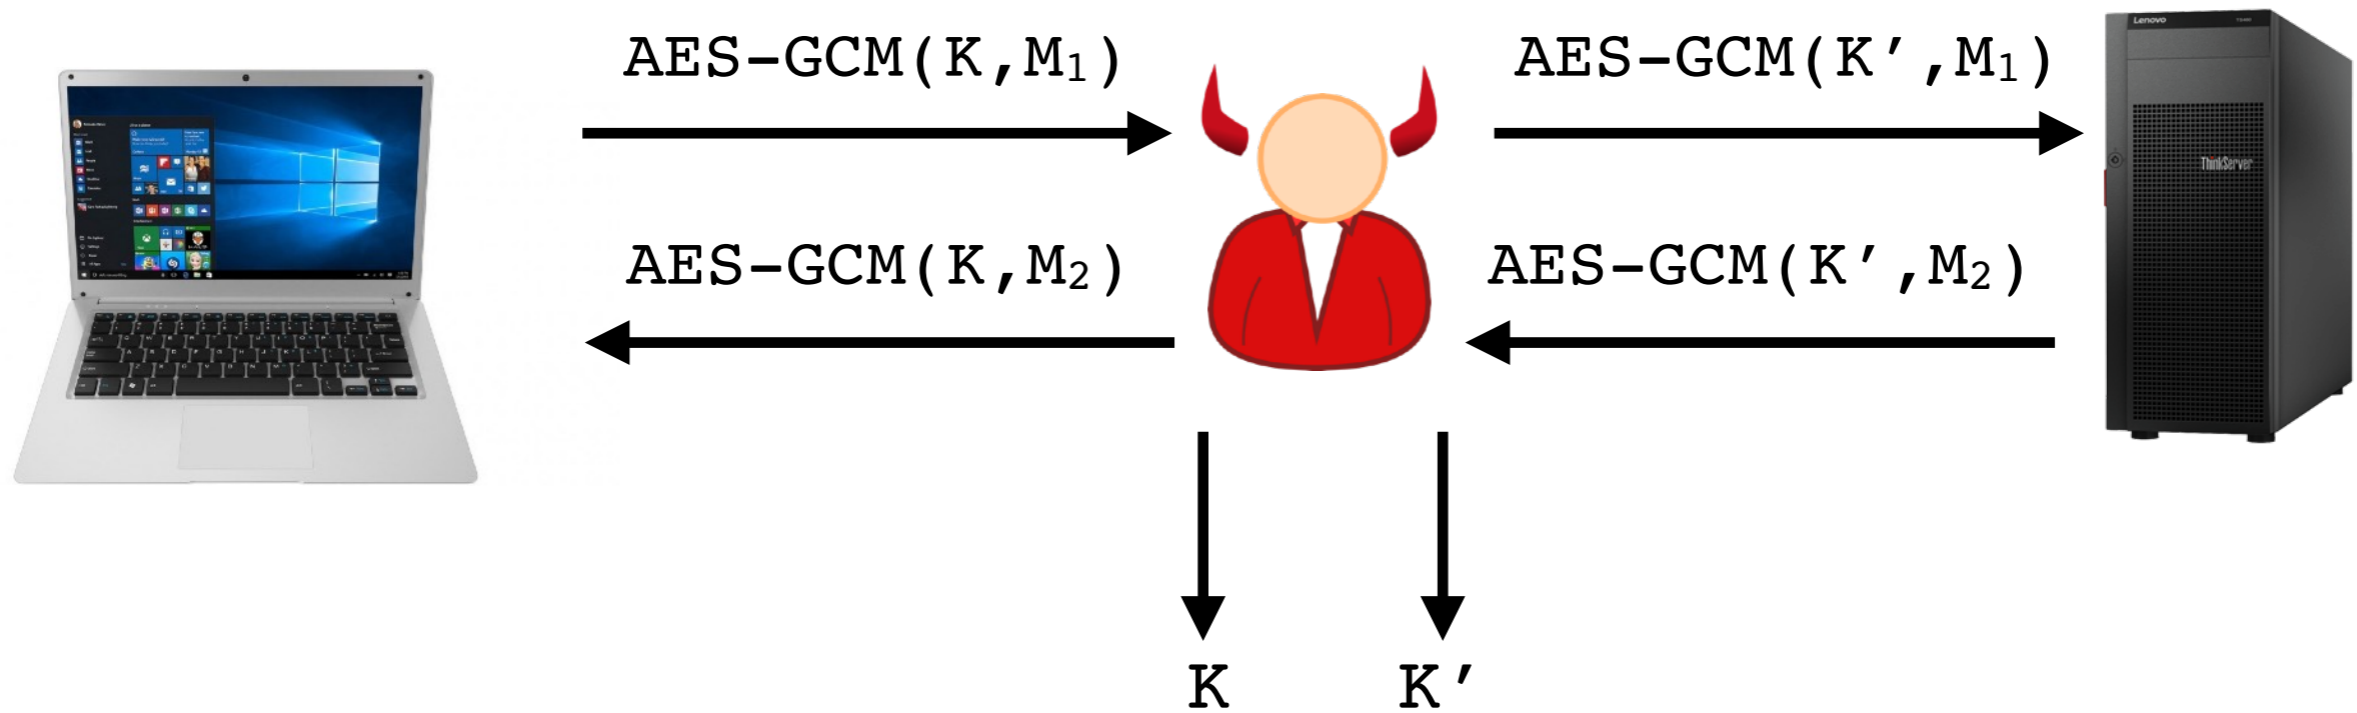 AES-GCM(K,M₁)
AES-GCM(K′,M₁)
AES-GCM(K,M₂)
AES-GCM(K′,M₂)
K
K′
Lenovo
ThinkServer